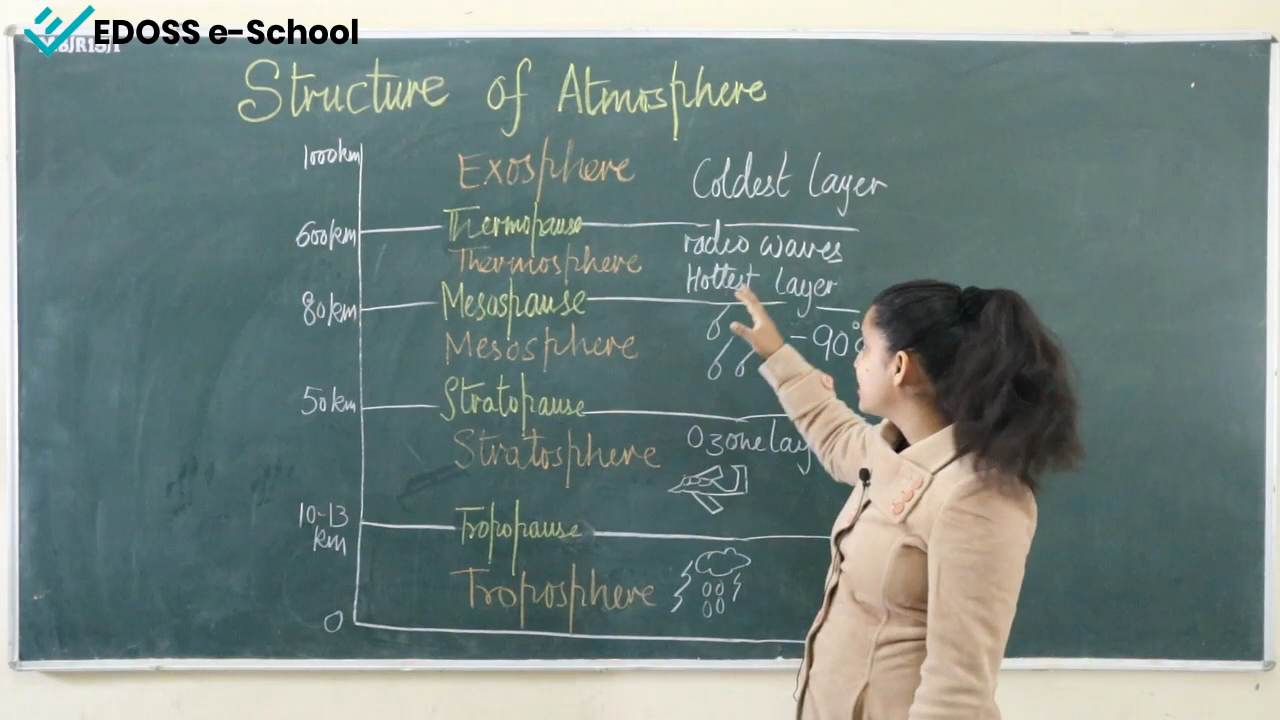 EDOSS e-School
Structure of Atmosphere
1000km
Exosphere
Coldest Layer
600km
Thermopause
radio waves
Thermosphere
Hottest Layer
80km
Mesospause
-90°
Mesosphere
50km
Stratopause
Ozone lay
Stratosphere
10-13
km
Tropopause
Troposphere
0